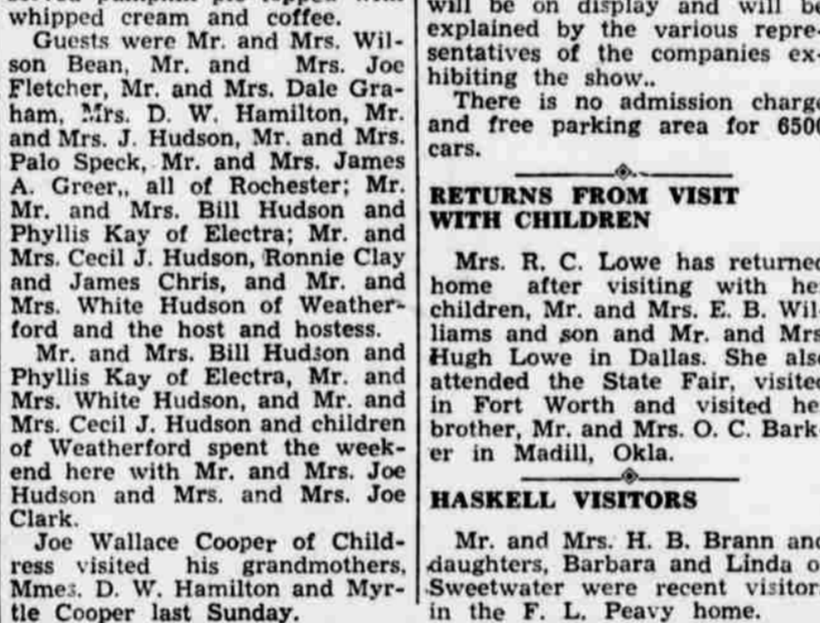 whipped cream and coffee.
Guests were Mr. and Mrs. Wil-
son Bean, Mr. and Mrs. Joe
Fletcher, Mr. and Mrs. Dale Gra-
ham, Mrs. D. W. Hamilton, Mr.
and Mrs. J. Hudson, Mr. and Mrs.
Palo Speck, Mr. and Mrs. James
A. Greer,, all of Rochester; Mr.
Mr. and Mrs. Bill Hudson and
Phyllis Kay of Electra; Mr. and
Mrs. Cecil J. Hudson, Ronnie Clay
and James Chris, and Mr. and
Mrs. White Hudson of Weather-
ford and the host and hostess.
Mr. and Mrs. Bill Hudson and
Phyllis Kay of Electra, Mr. and
Mrs. White Hudson, and Mr. and
Mrs. Cecil J. Hudson and children
of Weatherford spent the week-
end here with Mr. and Mrs. Joe
Hudson and Mrs. and Mrs. Joe
Clark.
Joe Wallace Cooper of Child-
ress visited his grandmothers,
Mmes. D. W. Hamilton and Myr-
tle Cooper last Sunday.
will be on display and will be
explained by the various repre-
sentatives of the companies ex-
hibiting the show..
There is no admission charge
and free parking area for 6500
cars.
RETURNS FROM VISIT
WITH CHILDREN
Mrs. R. C. Lowe has returned
home after visiting with he
children, Mr. and Mrs. E. B. Wil-
liams and son and Mr. and Mrs
Hugh Lowe in Dallas. She also
attended the State Fair, visited
in Fort Worth and visited he
brother, Mr. and Mrs. O. C. Bark-
er in Madill, Okla.
HASKELL VISITORS
Mr. and Mrs. H. B. Brann and
daughters, Barbara and Linda o
Sweetwater were recent visitor
in the F. L. Peavy home.